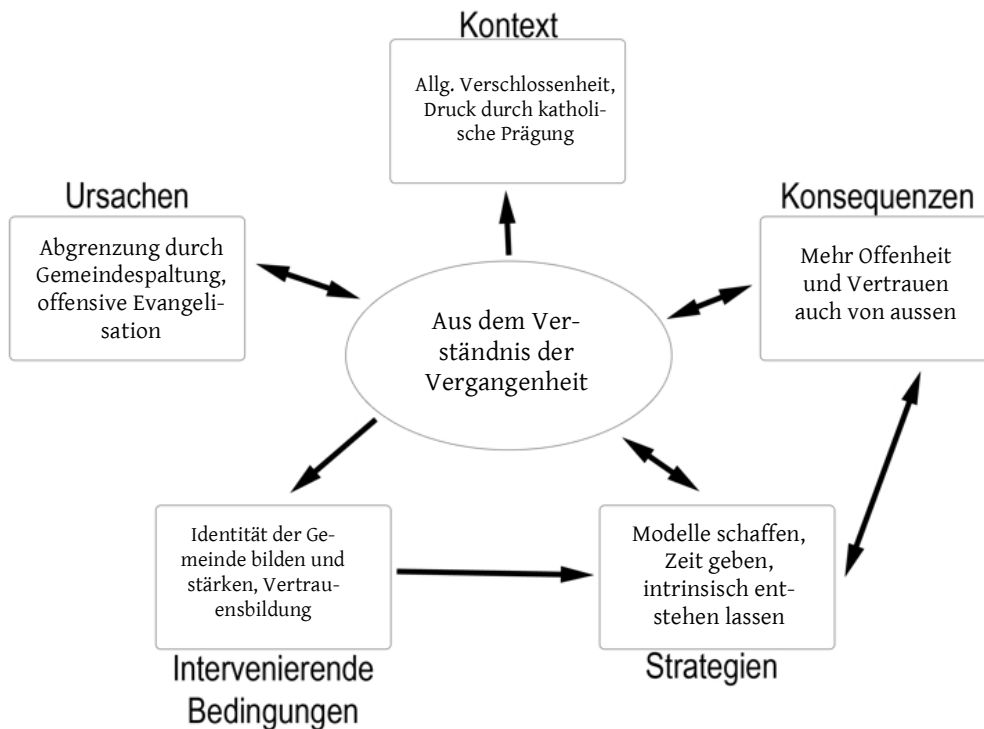 Kontext
Allg. Verschlossenheit,
Druck durch katholi-
sche Prägung
Ursachen
Abgrenzung durch
Gemeindespaltung,
offensive Evangeli-
sation
Konsequenzen
Mehr Offenheit
und Vertrauen
auch von aussen
Aus dem Ver-
ständnis der
Vergangenheit
Identität der Ge-
meinde bilden und
stärken, Vertrau-
ensbildung
Intervenierende
Bedingungen
Modelle schaffen,
Zeit geben,
intrinsisch ent-
stehen lassen
Strategien